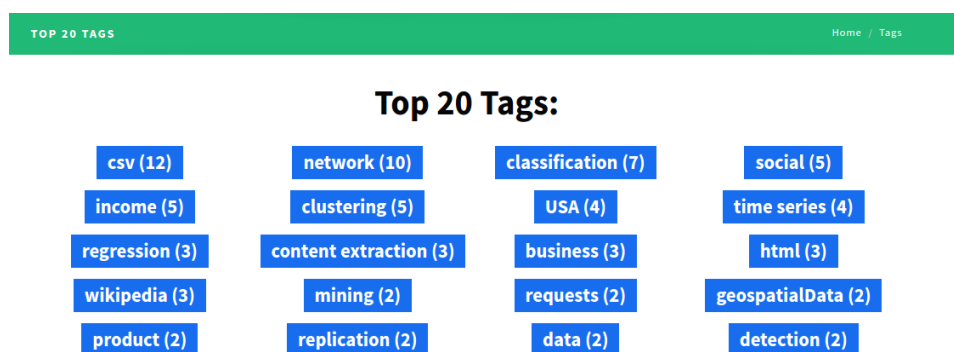 TOP 20 TAGS Home / Tags
Top 20 Tags:
csv (12) network (10) classification (7) social (5)
income (5) clustering (5) USA (4) time series (4)
regression (3) content extraction (3) business (3) html (3)
wikipedia (3) mining (2) requests (2) geospatialData (2)
product (2) replication (2) data (2) detection (2)